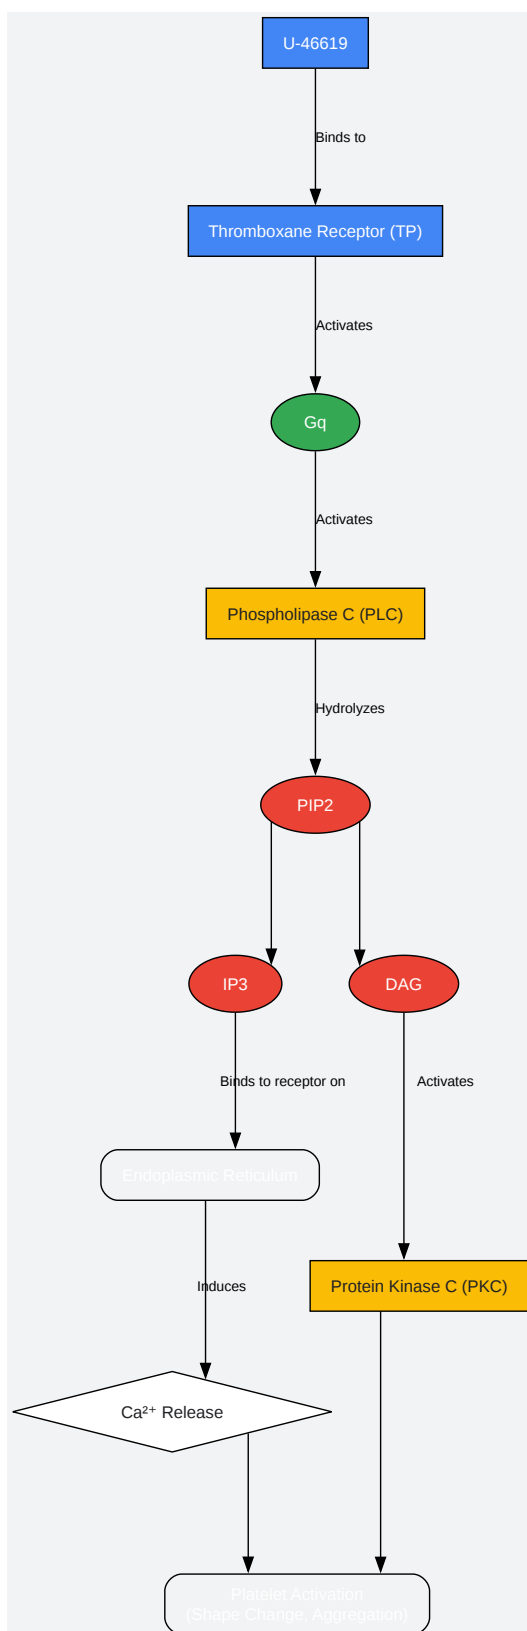 U-46619
Binds to
Thromboxane Receptor (TP)
Activates
Gq
Activates
Phospholipase C (PLC)
Hydrolyzes
PIP2
IP3
DAG
Binds to receptor on
Activates
Endoplasmic Reticulum
Induces
Protein Kinase C (PKC)
Ca²⁺ Release
Platelet Activation
(Shape Change, Aggregation)